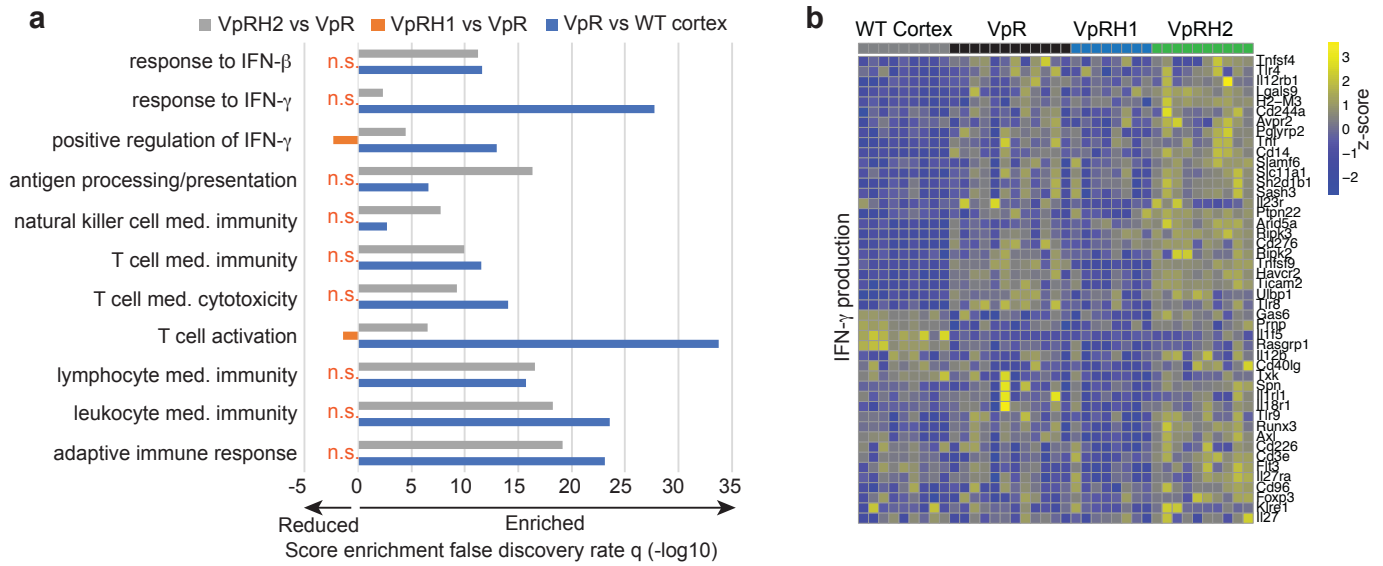 a
VpRH2 vs VpR VpRH1 vs VpR VpR vs WT cortex
response to IFN-β n.s.
response to IFN-γ n.s.
positive regulation of IFN-γ
antigen processing/presentation n.s.
natural killer cell med. immunity n.s.
T cell med. immunity n.s.
T cell med. cytotoxicity n.s.
T cell activation
lymphocyte med. immunity n.s.
leukocyte med. immunity n.s.
adaptive immune response n.s.
-5 0 5 10 15 20 25 30 35
Reduced Enriched
Score enrichment false discovery rate q (-log10)
b
WT Cortex VpR VpRH1 VpRH2
IFN-γ production
Tnfsf4
Tlr4
Il12rb1
Lgals9
H2−M3
Cd244a
Avpr2
Pglyrp2
Cd14
Slamf6
Slc11a1
Sh2d1b1
Sash3
Il23r
Ptpn22
Arid5a
Ripk3
Cd276
Ripk2
Tnfsf9
Havcr2
Ticam2
Ulbp1
Tlr8
Gas6
Prnp
Rasgrp1
Il12b
Cd40lg
Txk
Spn
Il1rl1
Il18r1
Tlr9
Runx3
Axl
Cd226
Cd3e
Flt3
Il27ra
Cd96
Foxp3
Klre1
Il27
3
2
1
0
−1
−2
z-score